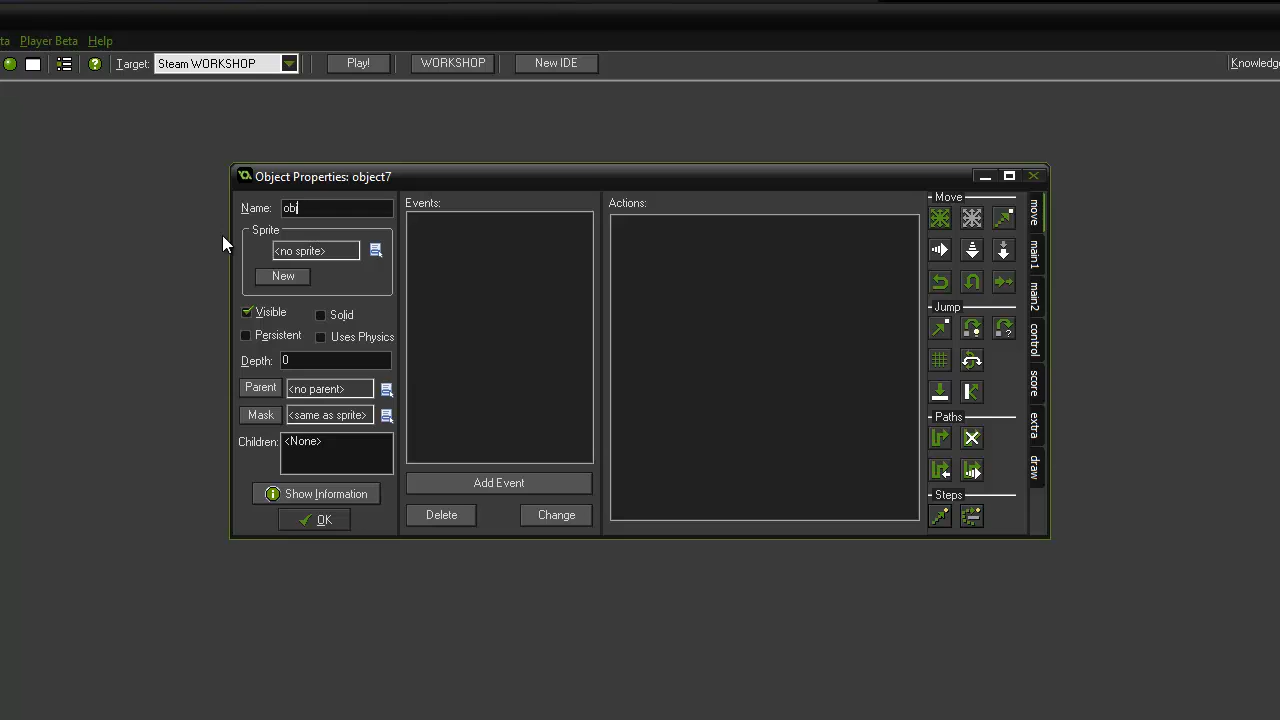 ta Player Beta Help
Target: Steam WORKSHOP Play! WORKSHOP New IDE Knowledg
Object Properties: object7
Name: obj
Sprite
<no sprite>
New
Visible Solid
Persistent Uses Physics
Depth: 0
Parent <no parent>
Mask <same as sprite>
Children: <None>
Show Information
OK
Events:
Add Event
Delete Change
Actions:
Move
Jump
Paths
Steps
move
main1
main2
control
score
extra
draw